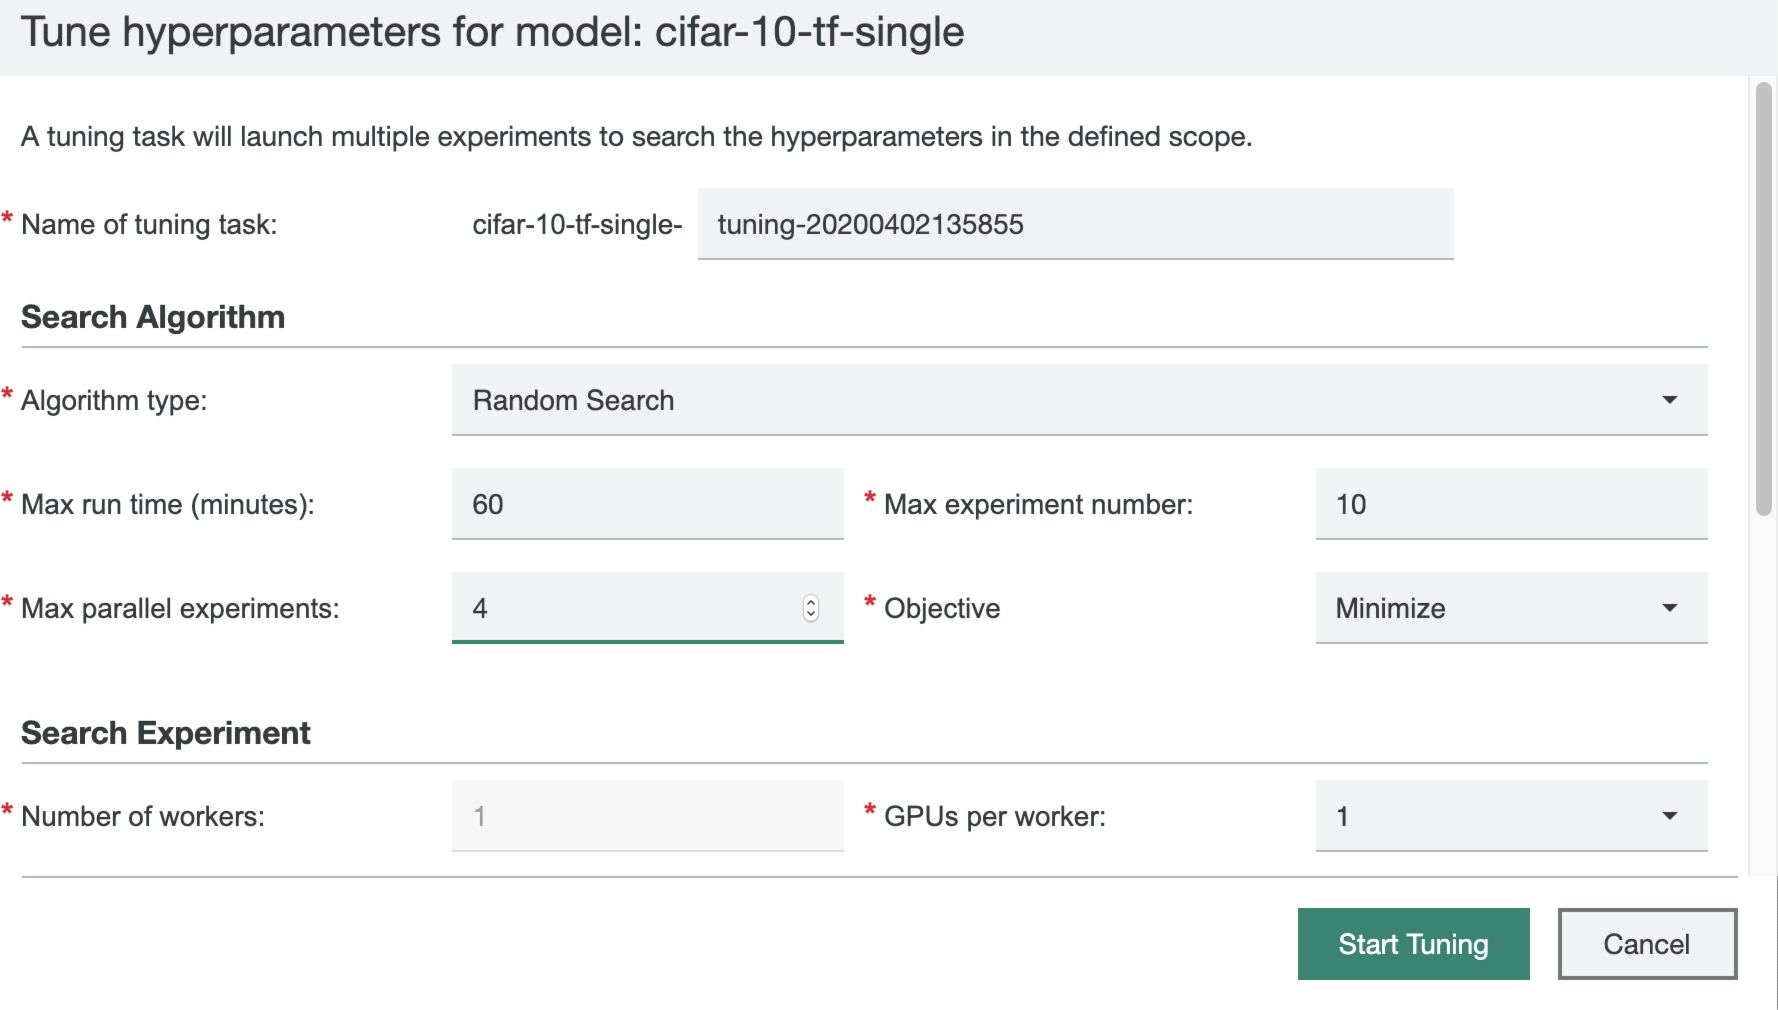 Tune hyperparameters for model: cifar-10-tf-single
A tuning task will launch multiple experiments to search the hyperparameters in the defined scope.
* Name of tuning task: cifar-10-tf-single- tuning-20200402135855
Search Algorithm
* Algorithm type: Random Search
* Max run time (minutes): 60 * Max experiment number: 10
* Max parallel experiments: 4 * Objective Minimize
Search Experiment
* Number of workers: 1 * GPUs per worker: 1
Start Tuning Cancel